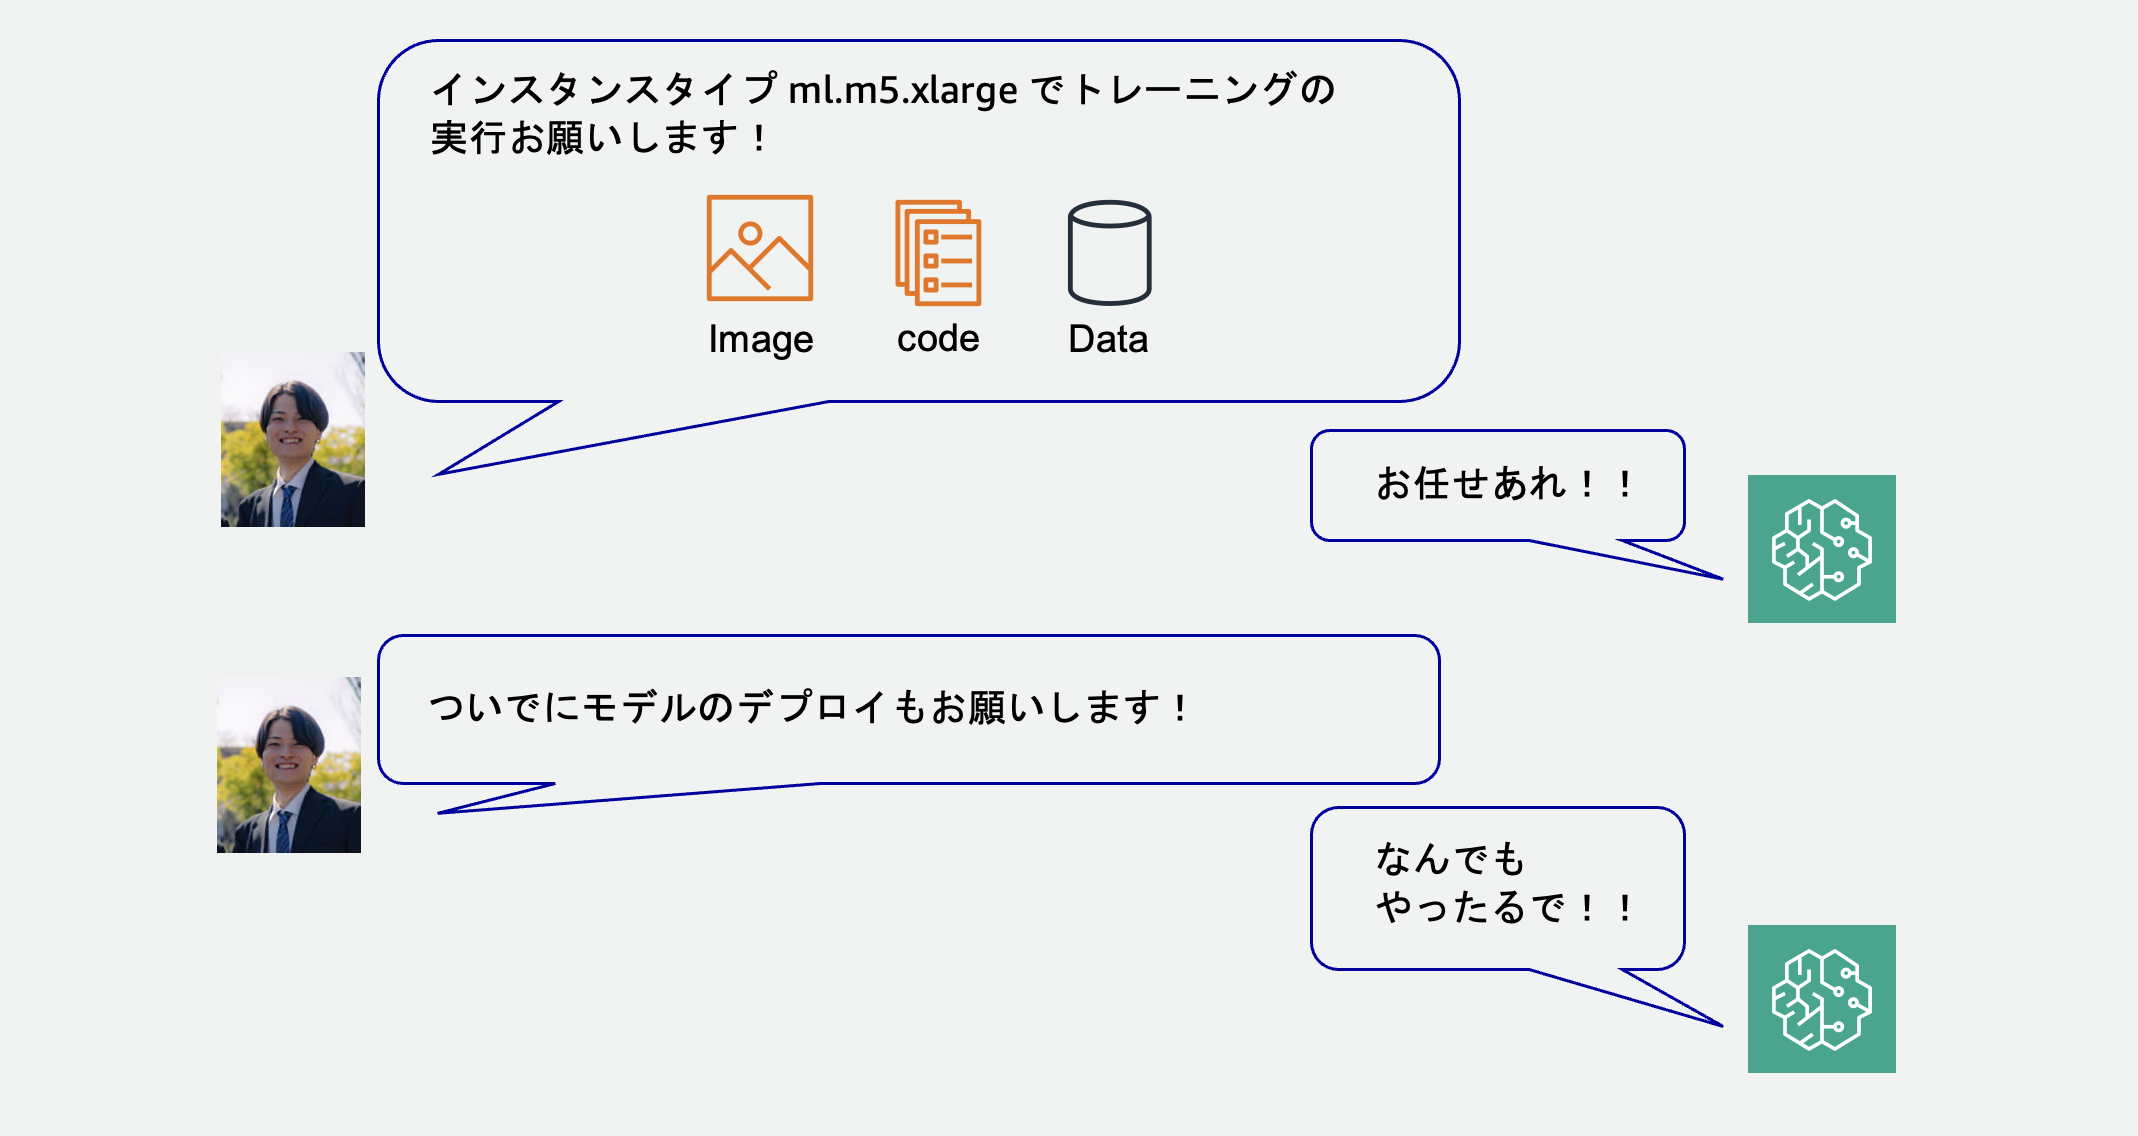 インスタンスタイプ ml.m5.xlarge でトレーニングの
実行お願いします！
Image code Data
お任せあれ！！
ついでにモデルのデプロイもお願いします！
なんでも
やったるで！！